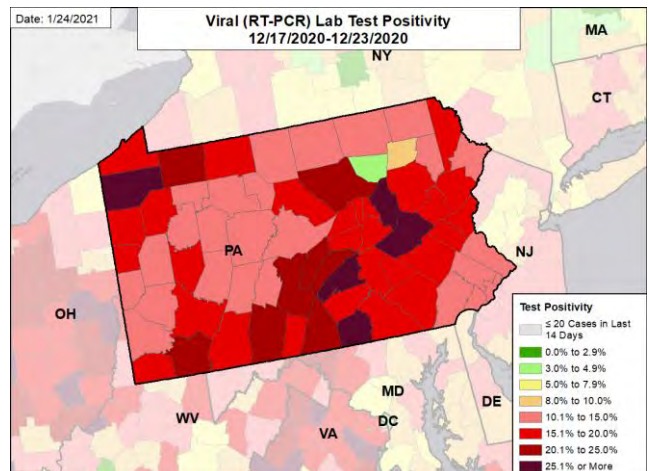 Date: 1/24/2021
Viral (RT-PCR) Lab Test Positivity
12/17/2020-12/23/2020
NY
MA
CT
PA
NJ
OH
MD
DE
WV
VA
DC
Test Positivity
≤ 20 Cases in Last
14 Days
0.0% to 2.9%
3.0% to 4.9%
5.0% to 7.9%
8.0% to 10.0%
10.1% to 15.0%
15.1% to 20.0%
20.1% to 25.0%
25.1% or More